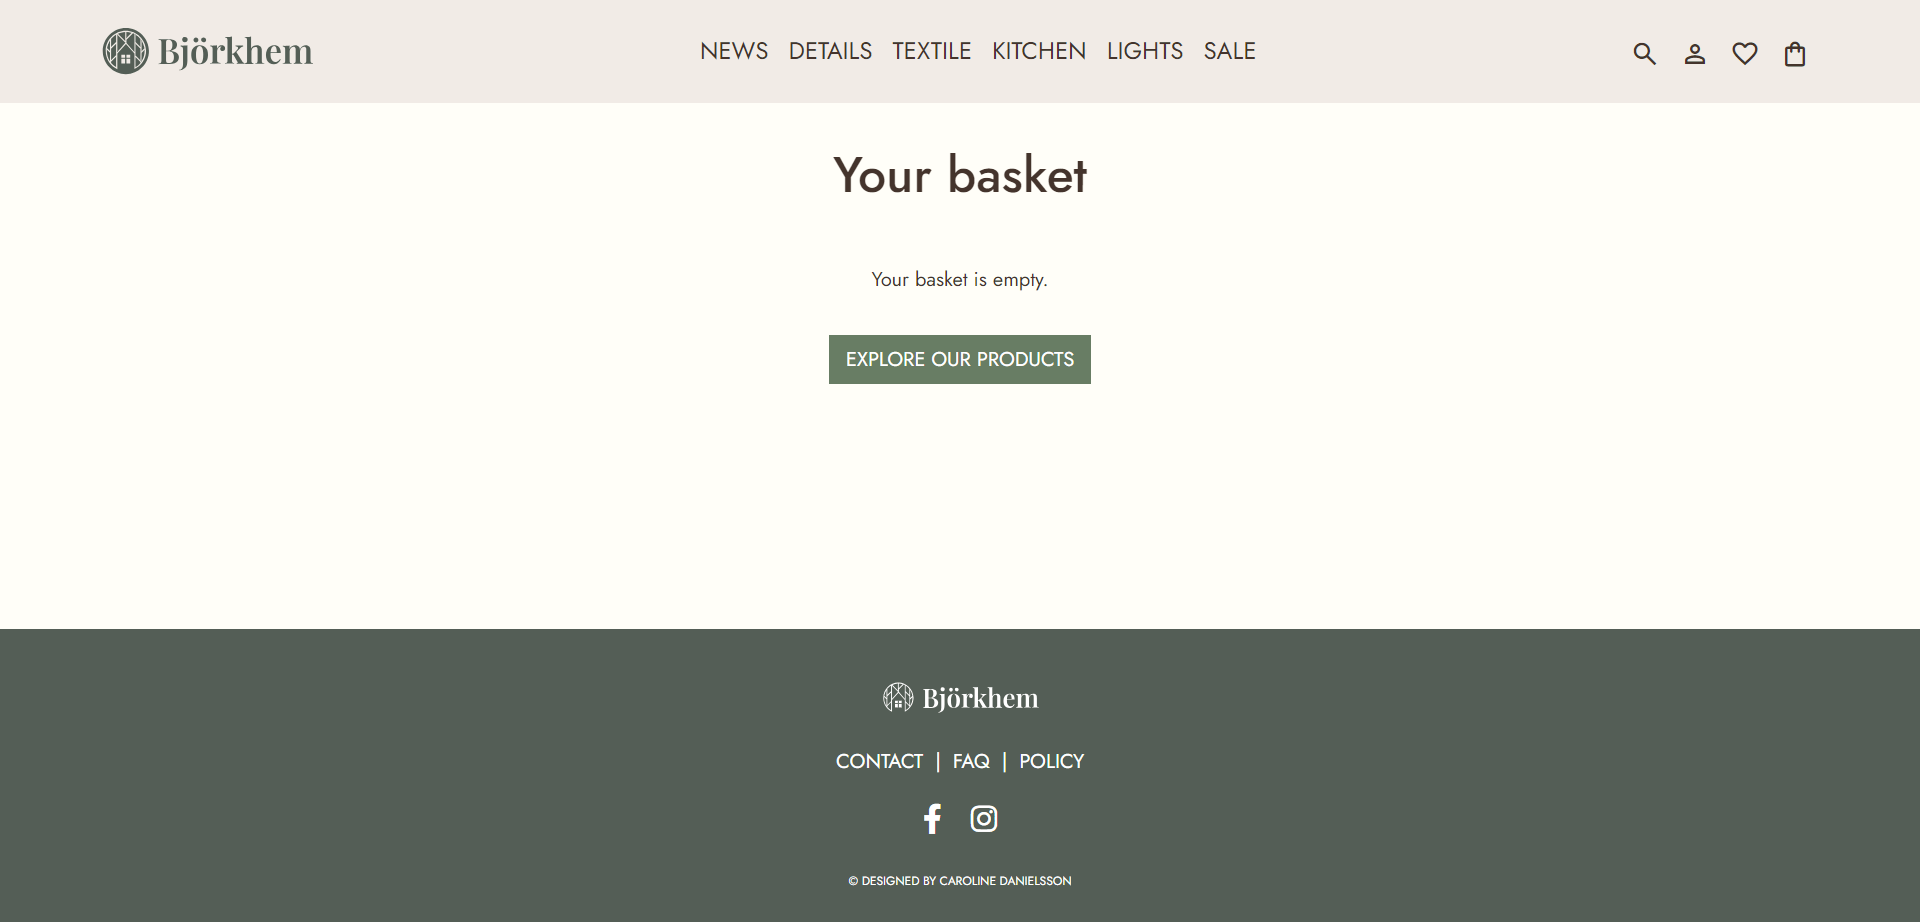 Björkhem
NEWS DETAILS TEXTILE KITCHEN LIGHTS SALE
Your basket
Your basket is empty.
EXPLORE OUR PRODUCTS
Björkhem
CONTACT | FAQ | POLICY
© DESIGNED BY CAROLINE DANIELSSON